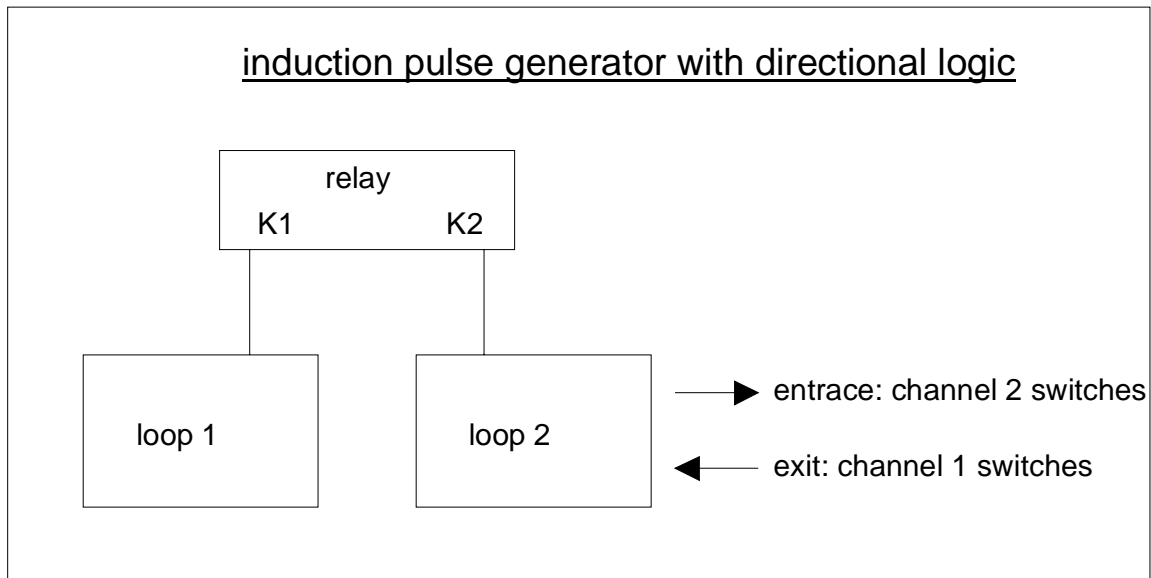 induction pulse generator with directional logic
relay
K1 K2
loop 1 loop 2
entrace: channel 2 switches
exit: channel 1 switches